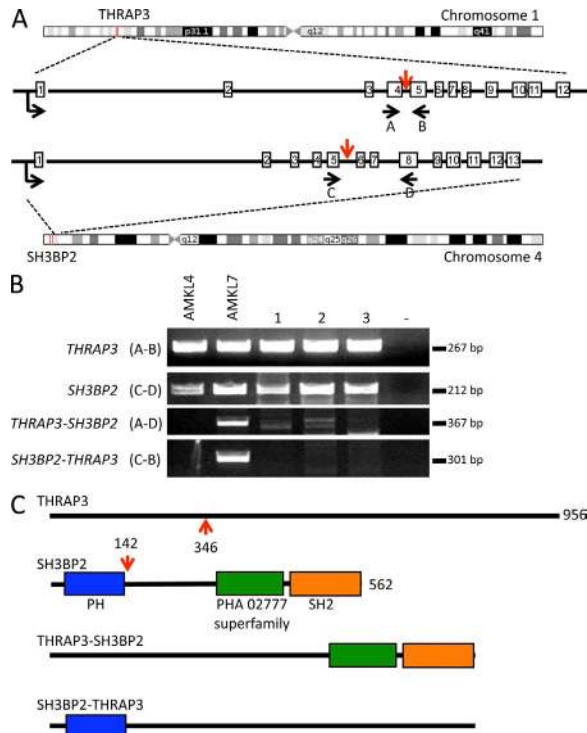 A
THRAP3
Chromosome 1
p31.1
q12
q41
1 2 3 4 5 6 7 8 9 10 11 12
A B
1 2 3 4 5 6 7 8 9 10 11 12 13
C D
q12
q25
SH3BP2
Chromosome 4
B
AMKL4 AMKL7 1 2 3 -
THRAP3 (A-B) 267 bp
SH3BP2 (C-D) 212 bp
THRAP3-SH3BP2 (A-D) 367 bp
SH3BP2-THRAP3 (C-B) 301 bp
C
THRAP3
956
142
346
SH3BP2
562
PH
PHA 02777
superfamily
SH2
THRAP3-SH3BP2
SH3BP2-THRAP3